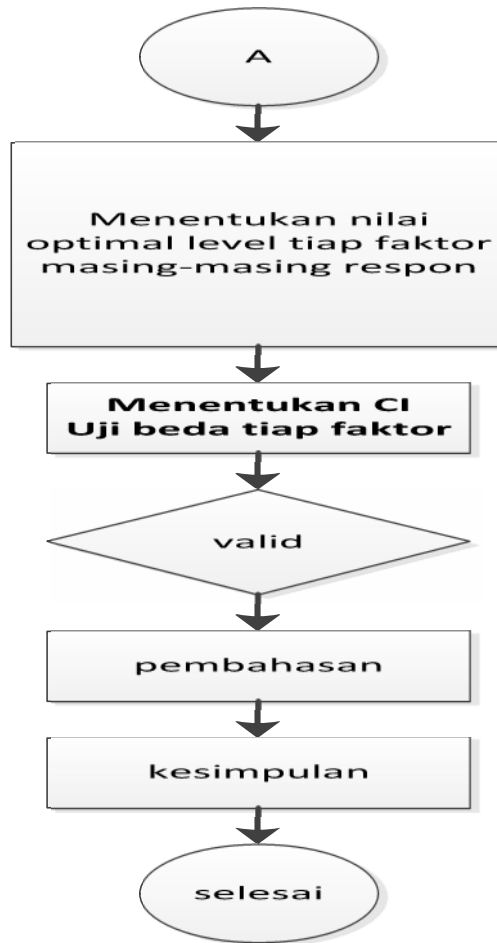 A
Menentukan nilai
optimal level tiap faktor
masing-masing respon
Menentukan CI
Uji beda tiap faktor
valid
pembahasan
kesimpulan
selesai